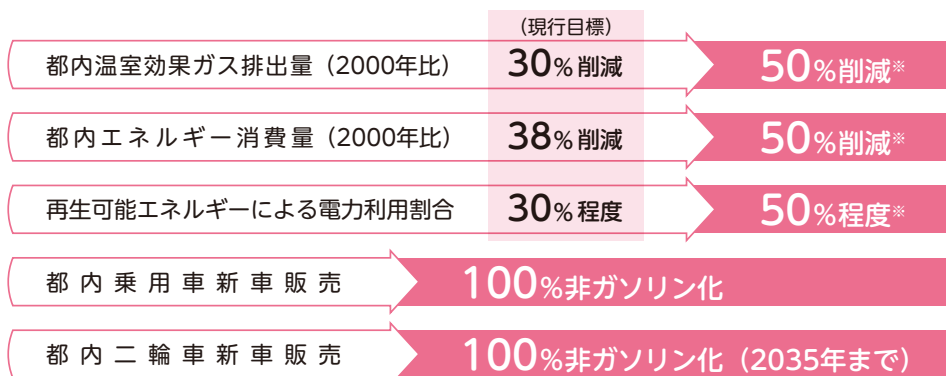 （現行目標）
都内温室効果ガス排出量（2000年比） 30%削減 50%削減※
都内エネルギー消費量（2000年比） 38%削減 50%削減※
再生可能エネルギーによる電力利用割合 30%程度 50%程度※
都内乗用車新車販売 100%非ガソリン化
都内二輪車新車販売 100%非ガソリン化（2035年まで）